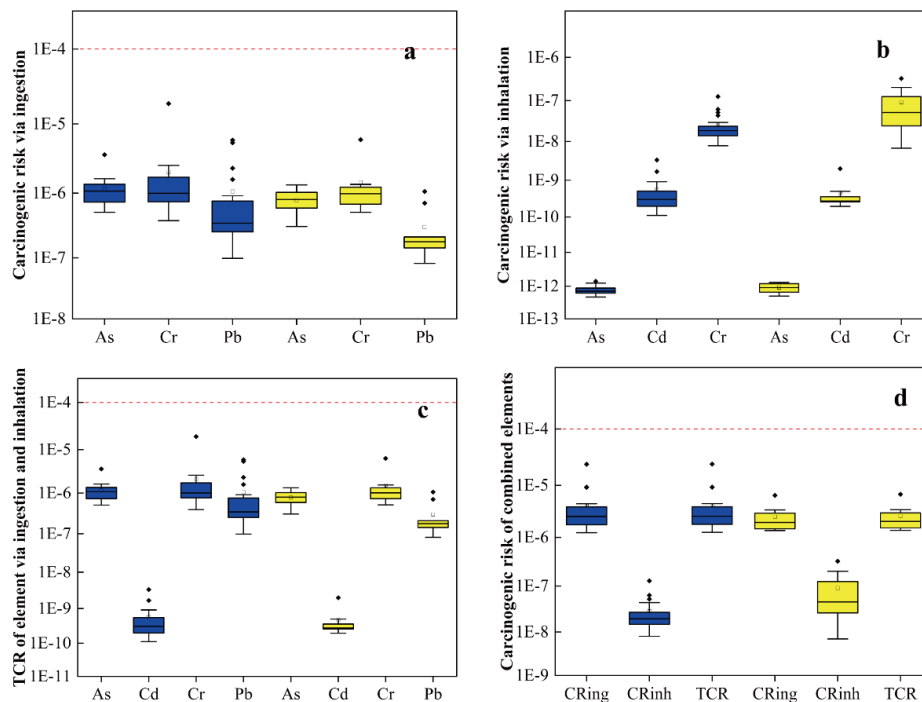 Carcinogenic risk via ingestion
a
1E-4
1E-5
1E-6
1E-7
1E-8
As Cr Pb As Cr Pb
Carcinogenic risk via inhalation
b
1E-6
1E-7
1E-8
1E-9
1E-10
1E-11
1E-12
1E-13
As Cd Cr As Cd Cr
TCR of element via ingestion and inhalation
c
1E-4
1E-5
1E-6
1E-7
1E-8
1E-9
1E-10
1E-11
As Cd Cr Pb As Cd Cr Pb
Carcinogenic risk of combined elements
d
1E-4
1E-5
1E-6
1E-7
1E-8
1E-9
CRing CRinh TCR CRing CRinh TCR